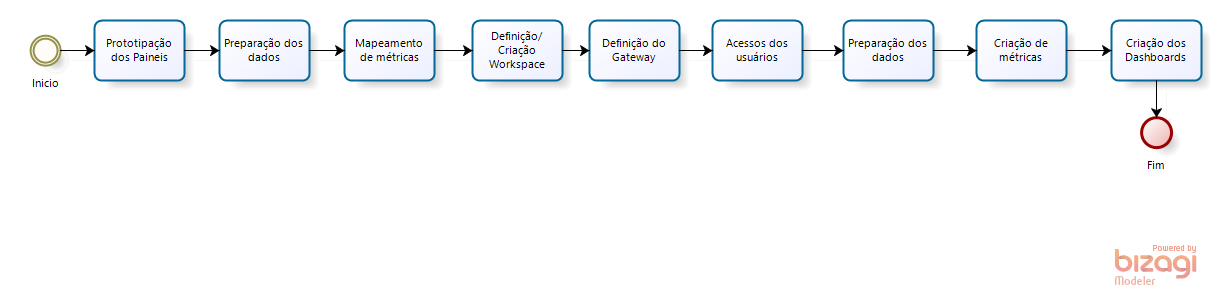 Inicio
Prototipação
dos Paineis
Preparação dos
dados
Mapeamento
de métricas
Definição/
Criação
Workspace
Definição do
Gateway
Acessos dos
usuários
Preparação dos
dados
Criação de
métricas
Criação dos
Dashboards
Fim
Powered by
bizagi
Modeler